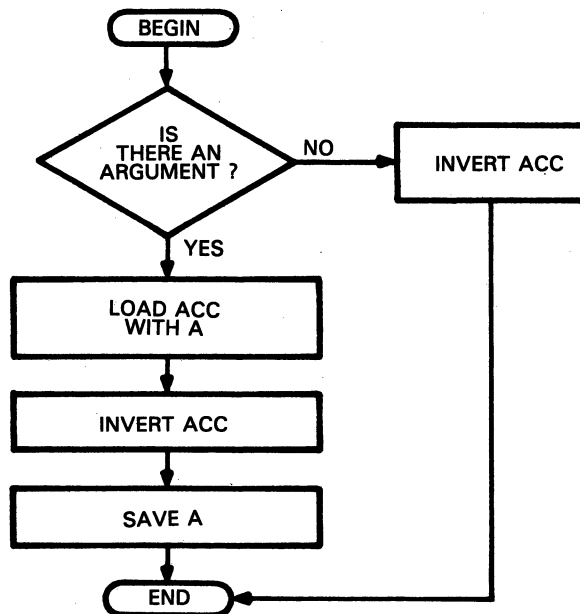 BEGIN
IS
THERE AN
ARGUMENT ?
NO
INVERT ACC
YES
LOAD ACC
WITH A
INVERT ACC
SAVE A
END